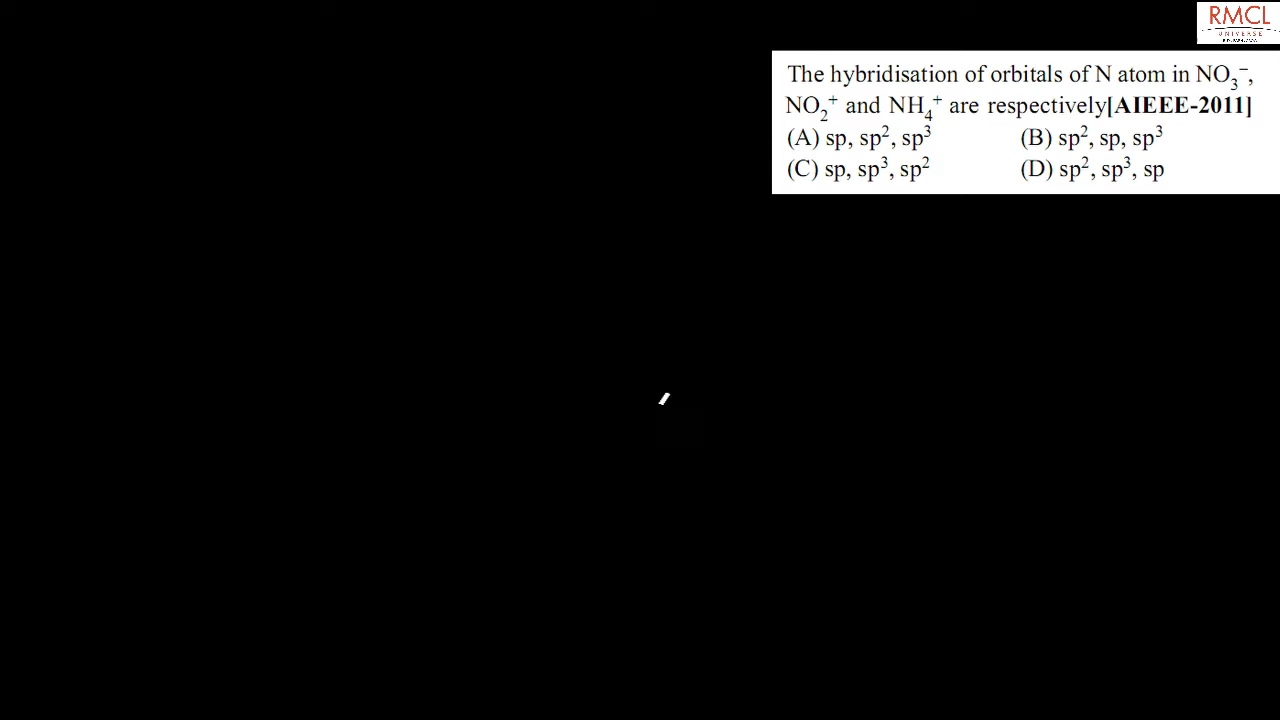 RMCL
UNIVERSE
The hybridisation of orbitals of N atom in NO₃⁻,
NO₂⁺ and NH₄⁺ are respectively[AIEEE-2011]
(A) sp, sp², sp³ (B) sp², sp, sp³
(C) sp, sp³, sp² (D) sp², sp³, sp